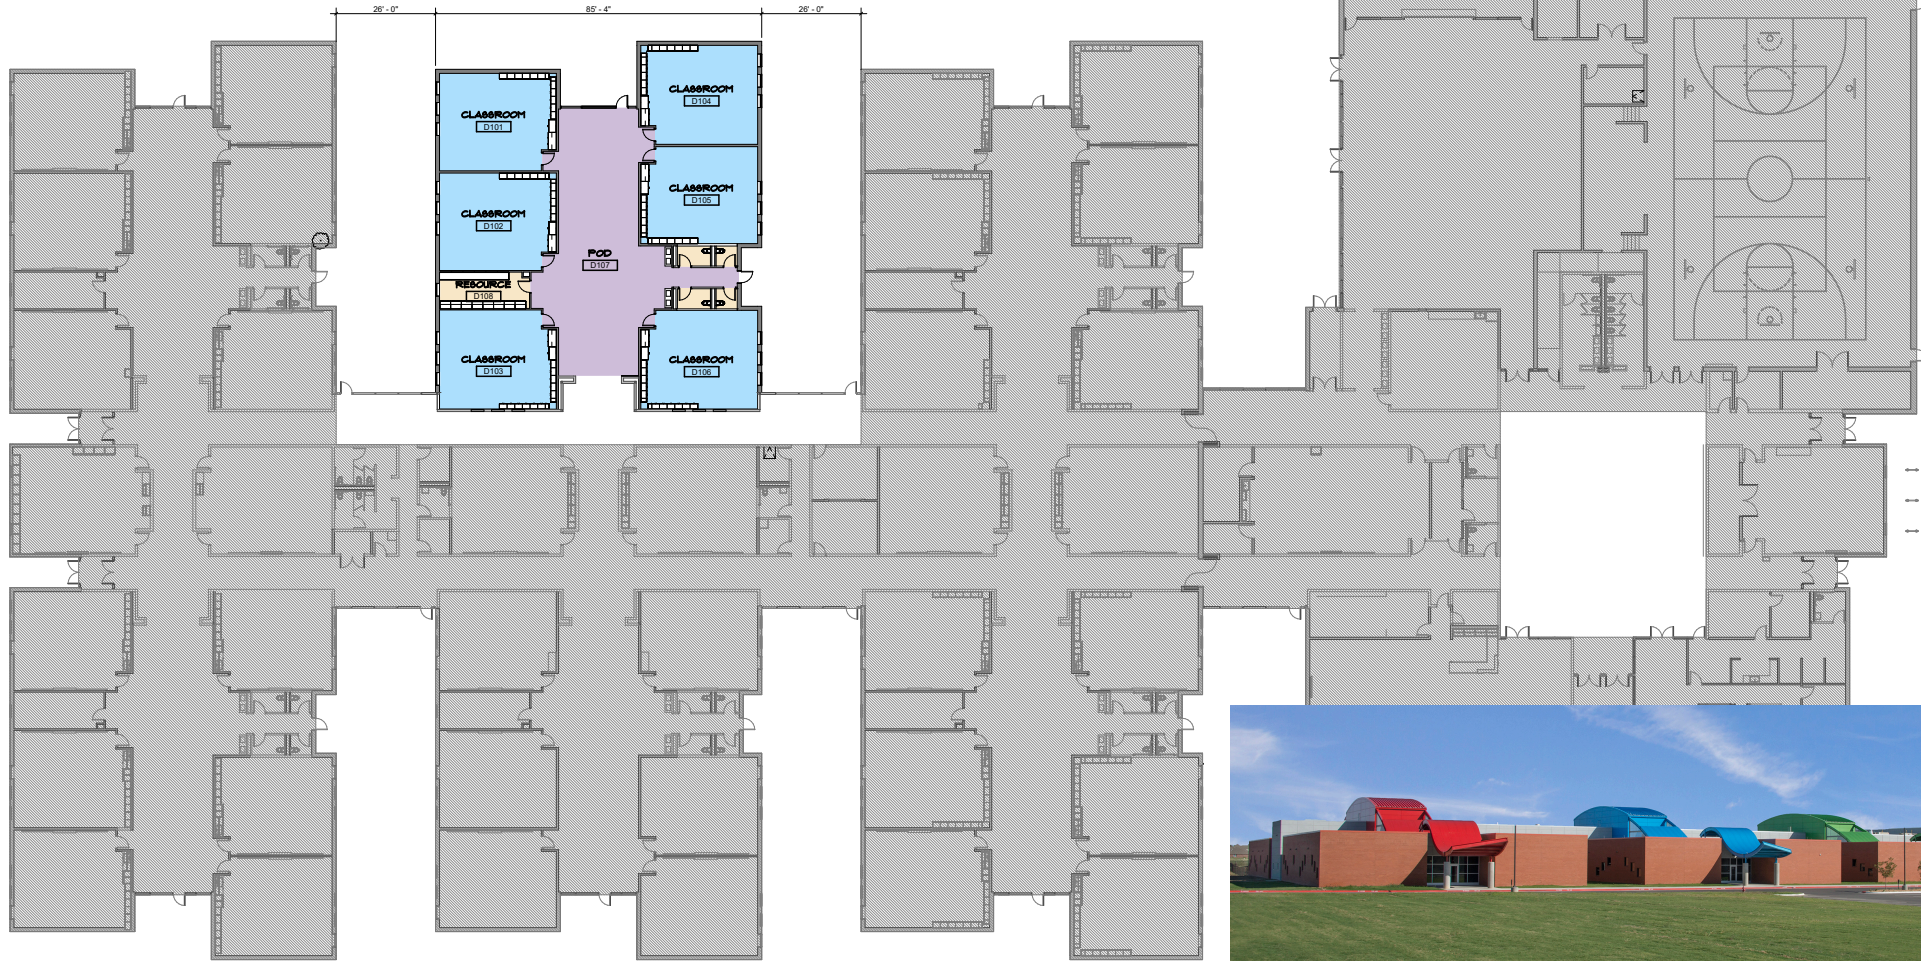 26' - 0"
85' - 4"
26' - 0"
CLASSROOM
D104
CLASSROOM
D101
CLASSROOM
D105
CLASSROOM
D102
POD
D107
RESOURCE
D108
CLASSROOM
D103
CLASSROOM
D106